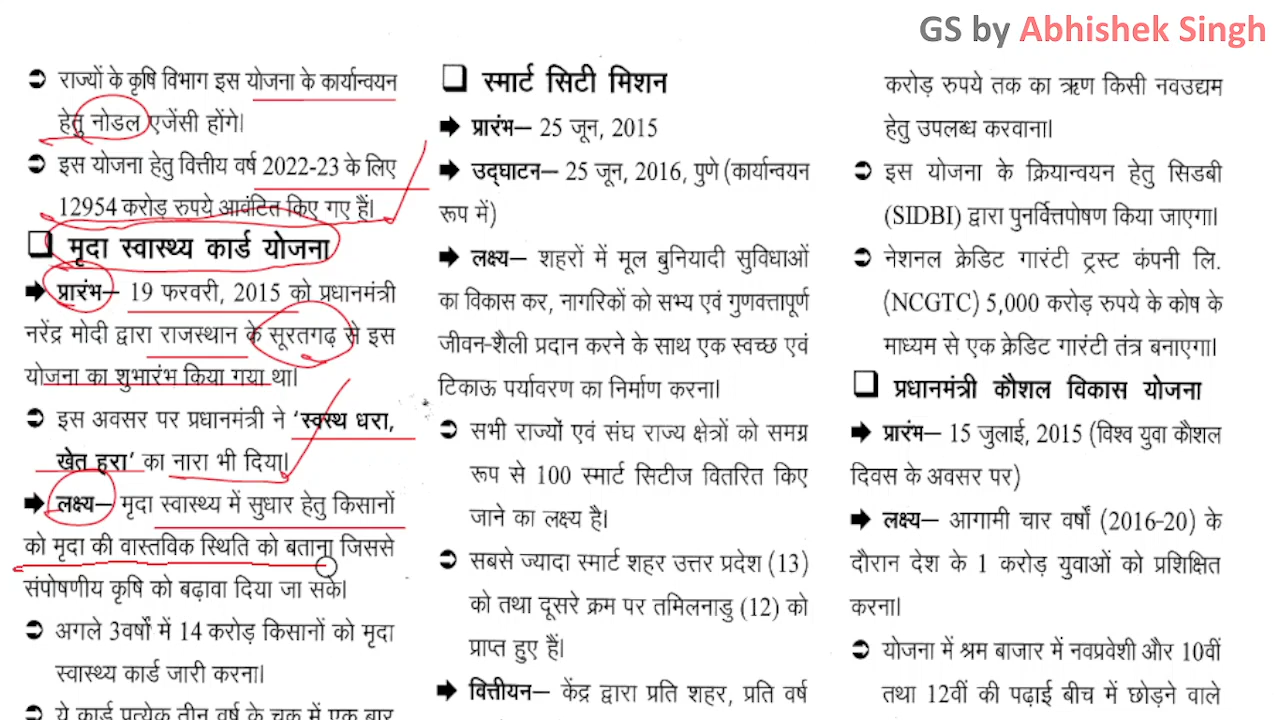 GS by Abhishek Singh
राज्यों के कृषि विभाग इस योजना के कार्यान्वयन
हेतु नोडल एजेंसी होंगे।
इस योजना हेतु वित्तीय वर्ष 2022-23 के लिए
12954 करोड़ रुपये आवंटित किए गए हैं।
मृदा स्वास्थ्य कार्ड योजना
प्रारंभ– 19 फरवरी, 2015 को प्रधानमंत्री
नरेंद्र मोदी द्वारा राजस्थान के सूरतगढ़ से इस
योजना का शुभारंभ किया गया था।
इस अवसर पर प्रधानमंत्री ने ‘स्वस्थ धरा,
खेत हरा’ का नारा भी दिया।
लक्ष्य– मृदा स्वास्थ्य में सुधार हेतु किसानों
को मृदा की वास्तविक स्थिति को बताना जिससे
संपोषणीय कृषि को बढ़ावा दिया जा सके।
अगले 3वर्षों में 14 करोड़ किसानों को मृदा
स्वास्थ्य कार्ड जारी करना।
ये कार्ड प्रत्येक तीन वर्ष के चक्र में एक बार
स्मार्ट सिटी मिशन
प्रारंभ– 25 जून, 2015
उद्घाटन– 25 जून, 2016, पुणे (कार्यान्वयन
रूप में)
लक्ष्य– शहरों में मूल बुनियादी सुविधाओं
का विकास कर, नागरिकों को सभ्य एवं गुणवत्तापूर्ण
जीवन-शैली प्रदान करने के साथ एक स्वच्छ एवं
टिकाऊ पर्यावरण का निर्माण करना।
सभी राज्यों एवं संघ राज्य क्षेत्रों को समग्र
रूप से 100 स्मार्ट सिटीज वितरित किए
जाने का लक्ष्य है।
सबसे ज्यादा स्मार्ट शहर उत्तर प्रदेश (13)
को तथा दूसरे क्रम पर तमिलनाडु (12) को
प्राप्त हुए हैं।
वित्तीयन– केंद्र द्वारा प्रति शहर, प्रति वर्ष
करोड़ रुपये तक का ऋण किसी नवउद्यम
हेतु उपलब्ध करवाना।
इस योजना के क्रियान्वयन हेतु सिडबी
(SIDBI) द्वारा पुनर्वित्तपोषण किया जाएगा।
नेशनल क्रेडिट गारंटी ट्रस्ट कंपनी लि.
(NCGTC) 5,000 करोड़ रुपये के कोष के
माध्यम से एक क्रेडिट गारंटी तंत्र बनाएगा।
प्रधानमंत्री कौशल विकास योजना
प्रारंभ– 15 जुलाई, 2015 (विश्व युवा कौशल
दिवस के अवसर पर)
लक्ष्य– आगामी चार वर्षों (2016-20) के
दौरान देश के 1 करोड़ युवाओं को प्रशिक्षित
करना।
योजना में श्रम बाजार में नवप्रवेशी और 10वीं
तथा 12वीं की पढ़ाई बीच में छोड़ने वाले